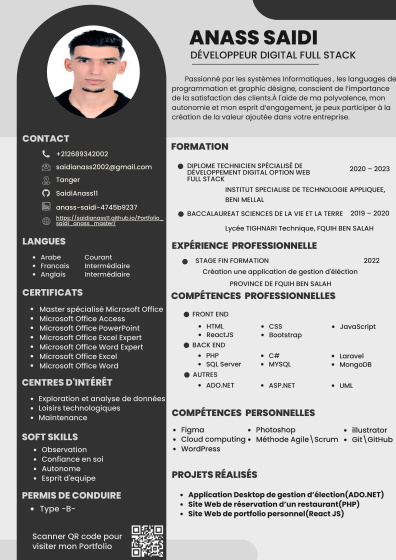 ANASS SAIDI
DÉVELOPPEUR DIGITAL FULL STACK
Passionné par les systèmes Informatiques , les languages de
programmation et graphic désigne, conscient de l'importance
de la satisfaction des clients.À l'aide de ma polyvalence, mon
autonomie et mon esprit d'engagement, je peux participer à la
création de la valeur ajoutée dans votre entreprise.
CONTACT
+212689342002
saidianass2002@gmail.com
Tanger
SaidiAnass11
anass-saidi-4745b9237
https://saidianass11.github.io/Portfolio_
saidi_anass_master/
LANGUES
Arabe Courant
Francais Intermédiaire
Anglais Intermédiaire
CERTIFICATS
Master spécialisé Microsoft Office
Microsoft Office Access
Microsoft Office PowerPoint
Microsoft Office Excel Expert
Microsoft Office Word Expert
Microsoft Office Excel
Microsoft Office Word
CENTRES D'INTÉRÊT
Exploration et analyse de données
Loisirs technologiques
Maintenance
SOFT SKILLS
Observation
Confiance en soi
Autonome
Esprit d'equipe
PERMIS DE CONDUIRE
Type -B-
Scanner QR code pour
visiter mon Portfolio
FORMATION
DIPLOME TECHNICIEN SPÉCIALISÉ DE
DÉVELOPPEMENT DIGITAL OPTION WEB
FULL STACK
2020 – 2023
INSTITUT SPECIALISE DE TECHNOLOGIE APPLIQUEE,
BENI MELLAL
BACCALAUREAT SCIENCES DE LA VIE ET LA TERRE 2019 – 2020
Lycée TIGHNARI Technique, FQUIH BEN SALAH
EXPÉRIENCE PROFESSIONNELLE
STAGE FIN FORMATION 2022
Création une application de gestion d'éléction
PROVINCE DE FQUIH BEN SALAH
COMPÉTENCES PROFESSIONNELLES
FRONT END
HTML CSS JavaScript
ReactJS Bootstrap
BACK END
PHP C# Laravel
SQL Server MYSQL MongoDB
AUTRES
ADO.NET ASP.NET UML
COMPÉTENCES PERSONNELLES
Figma Photoshop illustrator
Cloud computing Méthode Agile\Scrum Git\GitHub
WordPress
PROJETS RÉALISÉS
Application Desktop de gestion d'élection(ADO.NET)
Site Web de réservation d'un restaurant(PHP)
Site Web de portfolio personnel(React JS)